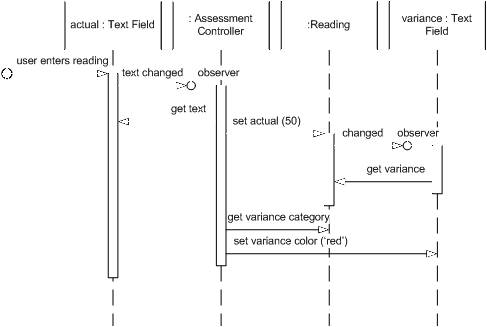 actual : Text Field
: Assessment
Controller
:Reading
variance : Text
Field
user enters reading
text changed
observer
get text
set actual (50)
changed
observer
get variance
get variance category
set variance color ('red')